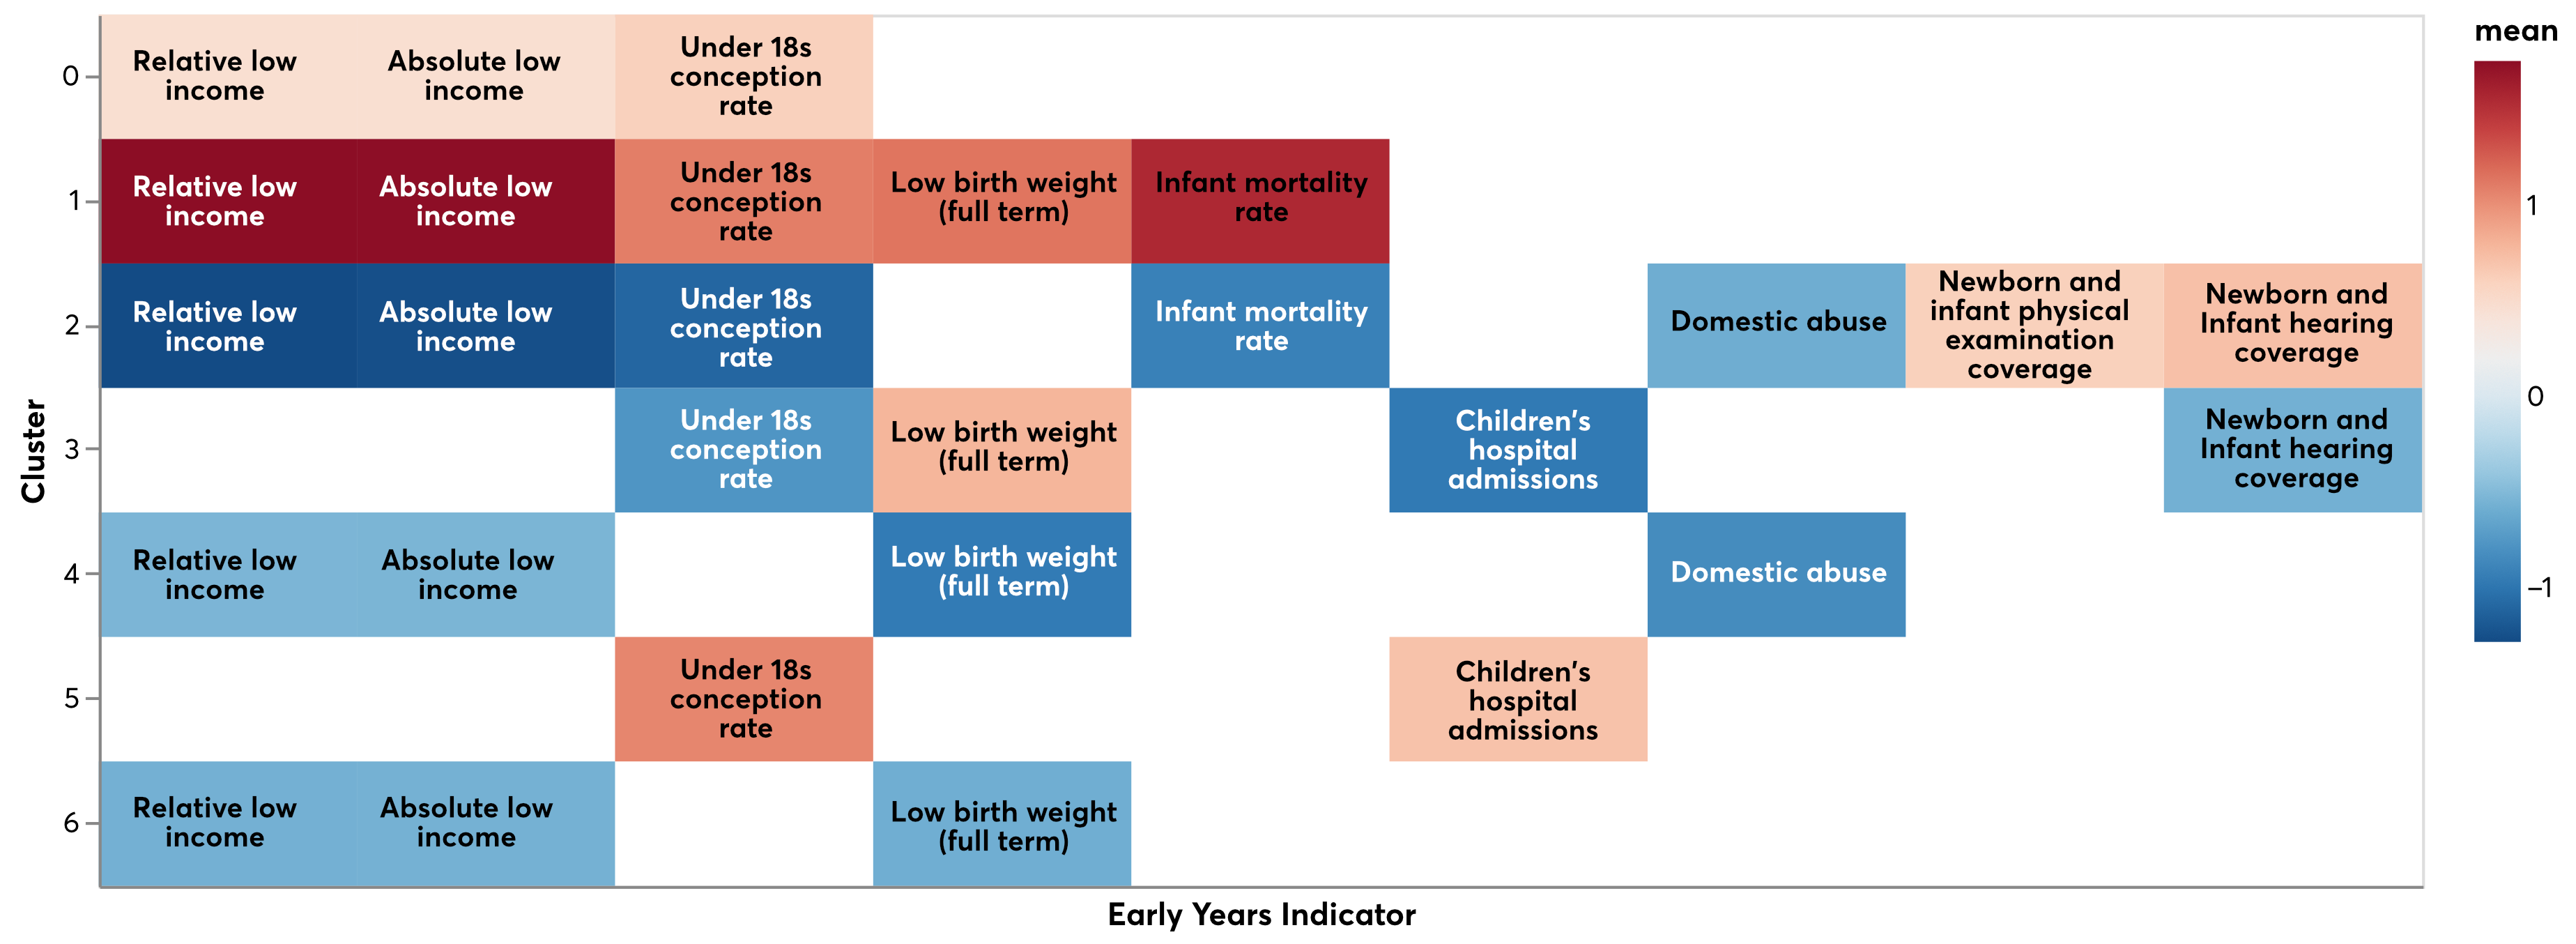 mean
0
Relative low
income
Absolute low
income
Under 18s
conception
rate
1
Relative low
income
Absolute low
income
Under 18s
conception
rate
Low birth weight
(full term)
Infant mortality
rate
1
2
Relative low
income
Absolute low
income
Under 18s
conception
rate
Infant mortality
rate
Domestic abuse
Newborn and
infant physical
examination
coverage
Newborn and
Infant hearing
coverage
0
Cluster
3
Under 18s
conception
rate
Low birth weight
(full term)
Children's
hospital
admissions
Newborn and
Infant hearing
coverage
4
Relative low
income
Absolute low
income
Low birth weight
(full term)
Domestic abuse
−1
5
Under 18s
conception
rate
Children's
hospital
admissions
6
Relative low
income
Absolute low
income
Low birth weight
(full term)
Early Years Indicator